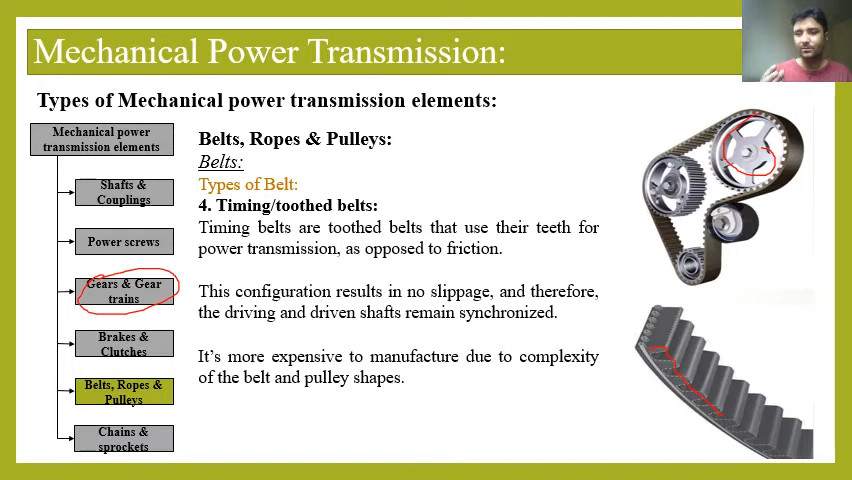 Mechanical Power Transmission:
Types of Mechanical power transmission elements:
Mechanical power
transmission elements
Shafts &
Couplings
Power screws
Gears & Gear
trains
Brakes &
Clutches
Belts, Ropes &
Pulleys
Chains &
sprockets
Belts, Ropes & Pulleys:
Belts:
Types of Belt:
4. Timing/toothed belts:
Timing belts are toothed belts that use their teeth for
power transmission, as opposed to friction.
This configuration results in no slippage, and therefore,
the driving and driven shafts remain synchronized.
It's more expensive to manufacture due to complexity
of the belt and pulley shapes.